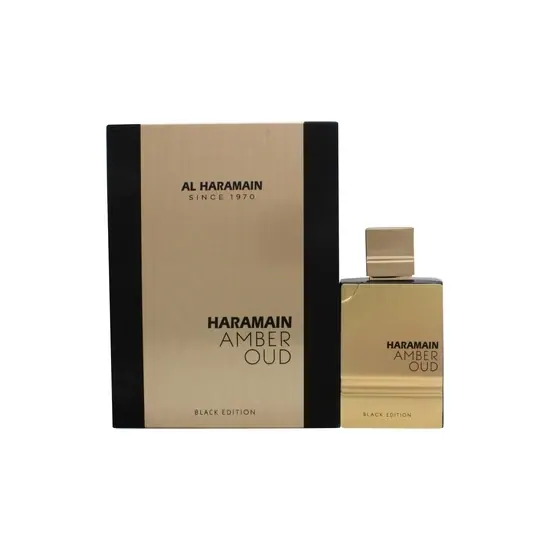 AL HARAMAIN
SINCE 1970
HARAMAIN
AMBER
OUD
BLACK EDITION
HARAMAIN
AMBER
OUD
BLACK EDITION